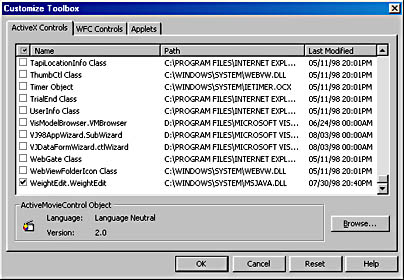 Customize Toolbox
ActiveX Controls WFC Controls Applets
Name Path Last Modified
TapiLocationInfo Class C:\PROGRAM FILES\INTERNET EXPL... 05/11/98 20:01PM
ThumbCtl Class C:\WINDOWS\SYSTEM\WEBVW.DLL 05/11/98 20:01PM
Timer Object C:\WINDOWS\SYSTEM\IETIMER.OCX 05/11/98 20:01PM
TrialEnd Class C:\PROGRAM FILES\INTERNET EXPL... 05/11/98 20:01PM
UserInfo Class C:\PROGRAM FILES\INTERNET EXPL... 05/11/98 20:01PM
VisModelBrowser.VMBrowser C:\PROGRAM FILES\MICROSOFT VIS... 06/24/98 00:00AM
VJ98AppWizard.SubWizard C:\PROGRAM FILES\MICROSOFT VIS... 08/03/98 00:00AM
VJDataFormWizard.ctlWizard C:\PROGRAM FILES\MICROSOFT VIS... 08/03/98 00:00AM
WebGate Class C:\PROGRAM FILES\INTERNET EXPL... 05/11/98 20:01PM
WebViewFolderIcon Class C:\WINDOWS\SYSTEM\WEBVW.DLL 05/11/98 20:01PM
WeightEdit.WeightEdit C:\WINDOWS\SYSTEM\MSJAVA.DLL 07/30/98 20:40PM
ActiveMovieControl Object
Language: Language Neutral
Version: 2.0
Browse...
OK Cancel Reset Help